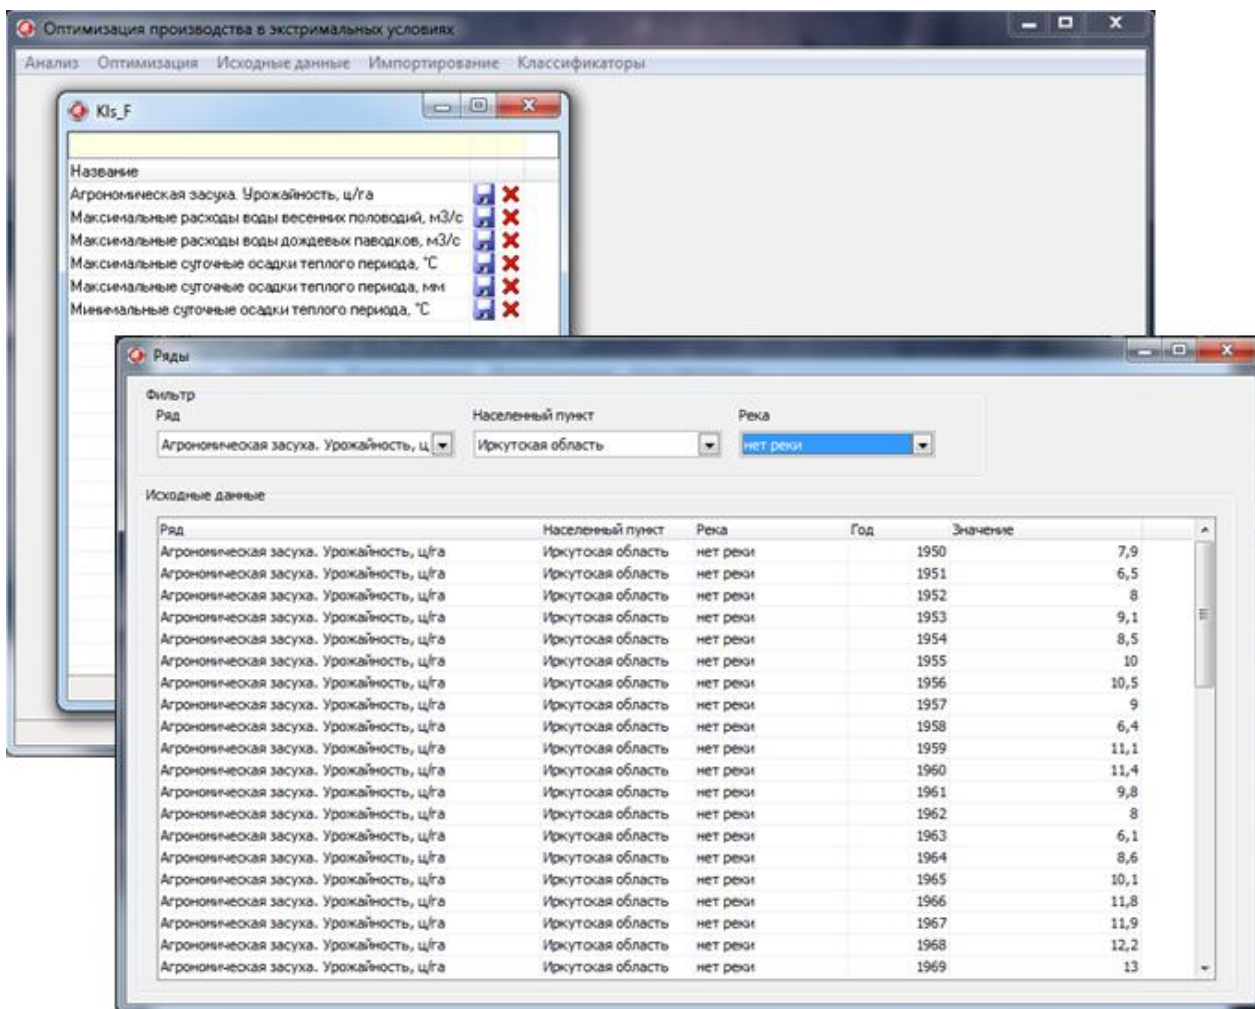 Оптимизация производства в экстримальных условиях
Анализ Оптимизация Исходные данные Импортирование Классификаторы
Kls_F
Название
Агрономическая засуха. Урожайность, ц/га
Максимальные расходы воды весенних половодий, м3/с
Максимальные расходы воды дождевых паводков, м3/с
Максимальные суточные осадки теплого периода, °C
Максимальные суточные осадки теплого периода, мм
Минимальные суточные осадки теплого периода, °C
Ряды
Фильтр
Ряд Населенный пункт Река
Агрономическая засуха. Урожайность, ц Иркутская область нет реки
Исходные данные
Ряд Населенный пункт Река Год Значение
Агрономическая засуха. Урожайность, ц/га Иркутская область нет реки 1950 7,9
Агрономическая засуха. Урожайность, ц/га Иркутская область нет реки 1951 6,5
Агрономическая засуха. Урожайность, ц/га Иркутская область нет реки 1952 8
Агрономическая засуха. Урожайность, ц/га Иркутская область нет реки 1953 9,1
Агрономическая засуха. Урожайность, ц/га Иркутская область нет реки 1954 8,5
Агрономическая засуха. Урожайность, ц/га Иркутская область нет реки 1955 10
Агрономическая засуха. Урожайность, ц/га Иркутская область нет реки 1956 10,5
Агрономическая засуха. Урожайность, ц/га Иркутская область нет реки 1957 9
Агрономическая засуха. Урожайность, ц/га Иркутская область нет реки 1958 6,4
Агрономическая засуха. Урожайность, ц/га Иркутская область нет реки 1959 11,1
Агрономическая засуха. Урожайность, ц/га Иркутская область нет реки 1960 11,4
Агрономическая засуха. Урожайность, ц/га Иркутская область нет реки 1961 9,8
Агрономическая засуха. Урожайность, ц/га Иркутская область нет реки 1962 8
Агрономическая засуха. Урожайность, ц/га Иркутская область нет реки 1963 6,1
Агрономическая засуха. Урожайность, ц/га Иркутская область нет реки 1964 8,6
Агрономическая засуха. Урожайность, ц/га Иркутская область нет реки 1965 10,1
Агрономическая засуха. Урожайность, ц/га Иркутская область нет реки 1966 11,8
Агрономическая засуха. Урожайность, ц/га Иркутская область нет реки 1967 11,9
Агрономическая засуха. Урожайность, ц/га Иркутская область нет реки 1968 12,2
Агрономическая засуха. Урожайность, ц/га Иркутская область нет реки 1969 13